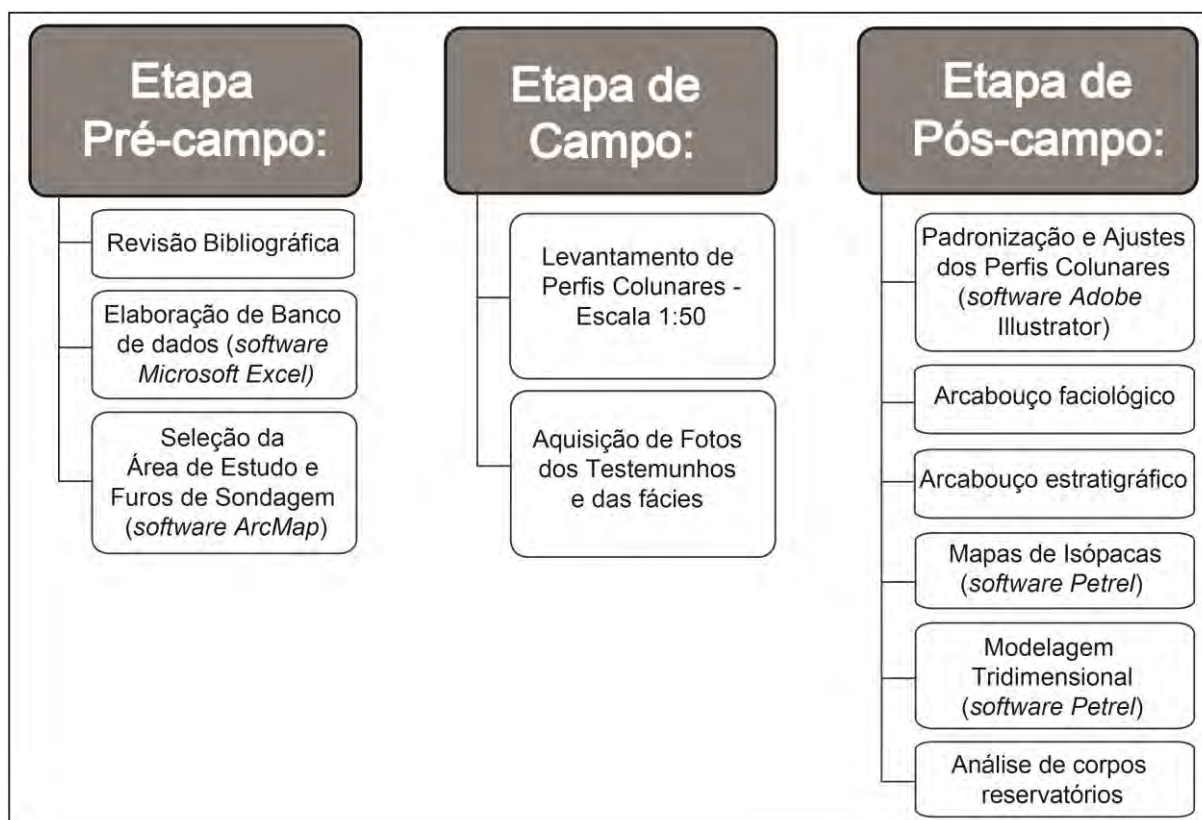 Etapa
Pré-campo:
Revisão Bibliográfica
Elaboração de Banco
de dados (software
Microsoft Excel)
Seleção da
Área de Estudo e
Furos de Sondagem
(software ArcMap)
Etapa de
Campo:
Levantamento de
Perfis Colunares -
Escala 1:50
Aquisição de Fotos
dos Testemunhos
e das fácies
Etapa de
Pós-campo:
Padronização e Ajustes
dos Perfis Colunares
(software Adobe
Illustrator)
Arcabouço faciológico
Arcabouço estratigráfico
Mapas de Isópacas
(software Petrel)
Modelagem
Tridimensional
(software Petrel)
Análise de corpos
reservatórios